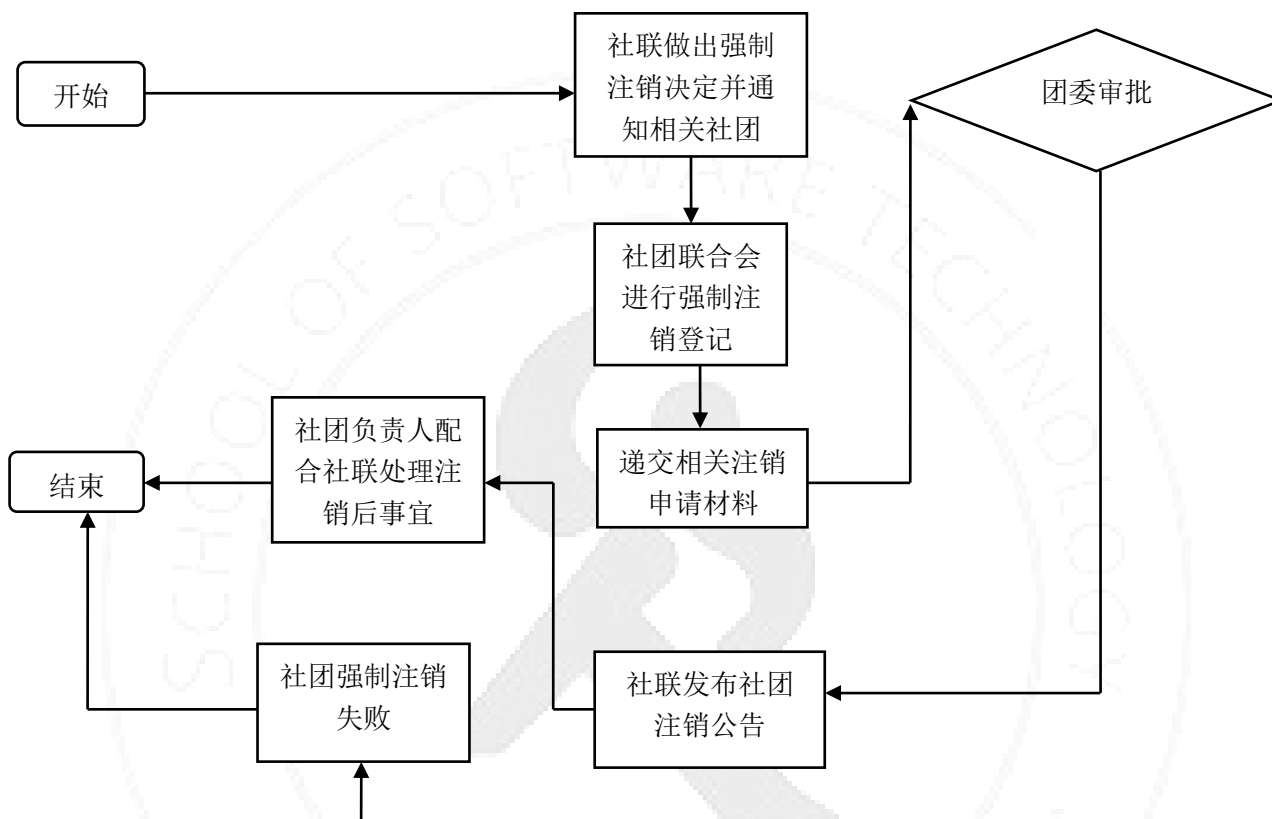 开始
社联做出强制
注销决定并通
知相关社团
团委审批
社团联合会
进行强制注
销登记
递交相关注销
申请材料
社团负责人配
合社联处理注
销后事宜
结束
社团强制注销
失败
社联发布社团
注销公告
SCHOOL OF SOFTWARE TECHNOLOGY